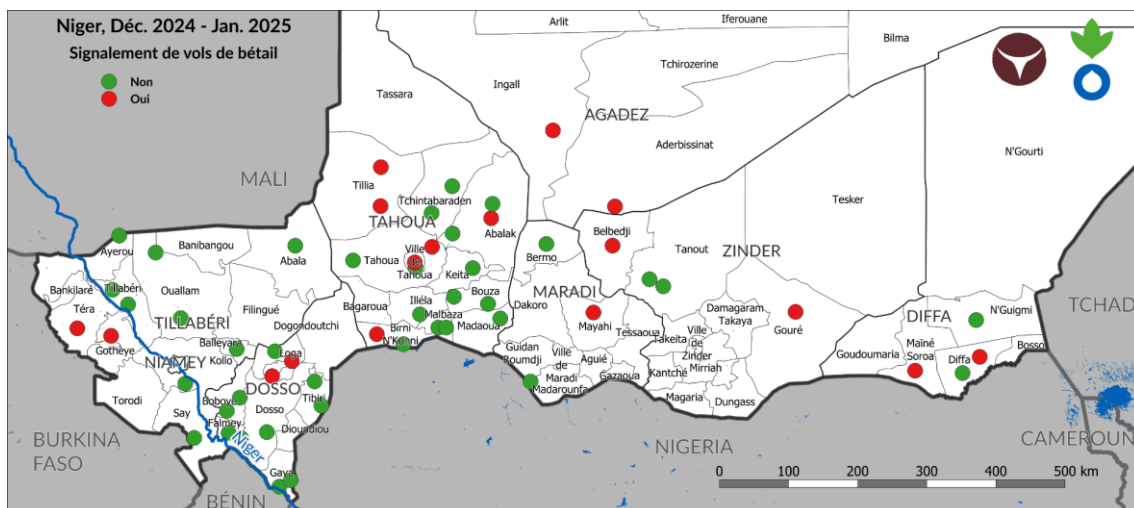 Niger, Déc. 2024 - Jan. 2025
Signalement de vols de bétail
Non
Oui
Arlit
Iferouane
Bilma
Tchirozerine
Ingall
Tassara
AGADEZ
Aderbissinat
N'Gourti
MALI
Tillia
Tchintabaraden
Tesker
TAHOUA
Abalak
Belbedji
Tanout
ZINDER
Ayerou
Banibangou
Abala
Tahoua
Ville
de
Tahoua
Keita
Bermo
Bankilaré
Tillabéri
Ouallam
Filingué
Bagaroua
Illéla
Bouza
Dakoro
MARADI
Damagaram
Takaya
N'Guigmi
TCHAD
Téra
TILLABÉRI
Dogondoutchi
Birni
N'Konni
Malbaza
Madaoua
Mayahi
Tessaoua
Gouré
DIFFA
Gothèye
Balleyara
Kollo
Loga
Guidan
Roumdji
Ville
de
Maradi
Madarounfa
Aguié
Gazaoua
Takeita
Ville
de
Zinder
Mirriah
Kantché
Magaria
Dungass
Goudoumaria
Maïné
Soroa
Diffa
Bosso
NIAMEY
DOSSO
Torodi
Say
Boboye
Dosso
Tibiri
Falmey
Dioundiou
Niger
Gaya
BURKINA
FASO
BÉNIN
NIGERIA
CAMEROUN
0 100 200 300 400 500 km